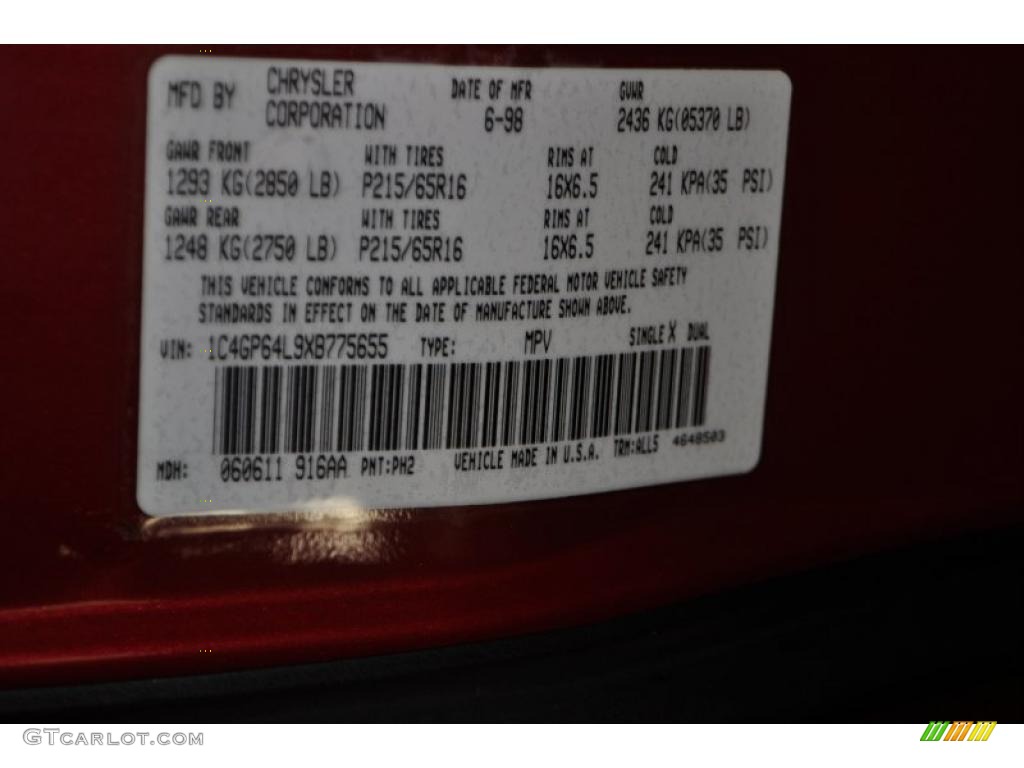 MFD BY CHRYSLER CORPORATION DATE OF MFR 6-98 GVWR 2436 KG(05370 LB)
GAWR FRONT WITH TIRES RIMS AT COLD
1293 KG(2850 LB) P215/65R16 16X6.5 241 KPA(35 PSI)
GAWR REAR WITH TIRES RIMS AT COLD
1248 KG(2750 LB) P215/65R16 16X6.5 241 KPA(35 PSI)
THIS VEHICLE CONFORMS TO ALL APPLICABLE FEDERAL MOTOR VEHICLE SAFETY
STANDARDS IN EFFECT ON THE DATE OF MANUFACTURE SHOWN ABOVE.
VIN: 1C4GP64L9XB775655 TYPE: MPV SINGLE X DUAL
MDH: 060611 916AA PNT:PH2 VEHICLE MADE IN U.S.A. TRM:ALL5 4648503
GTCARLOT.COM